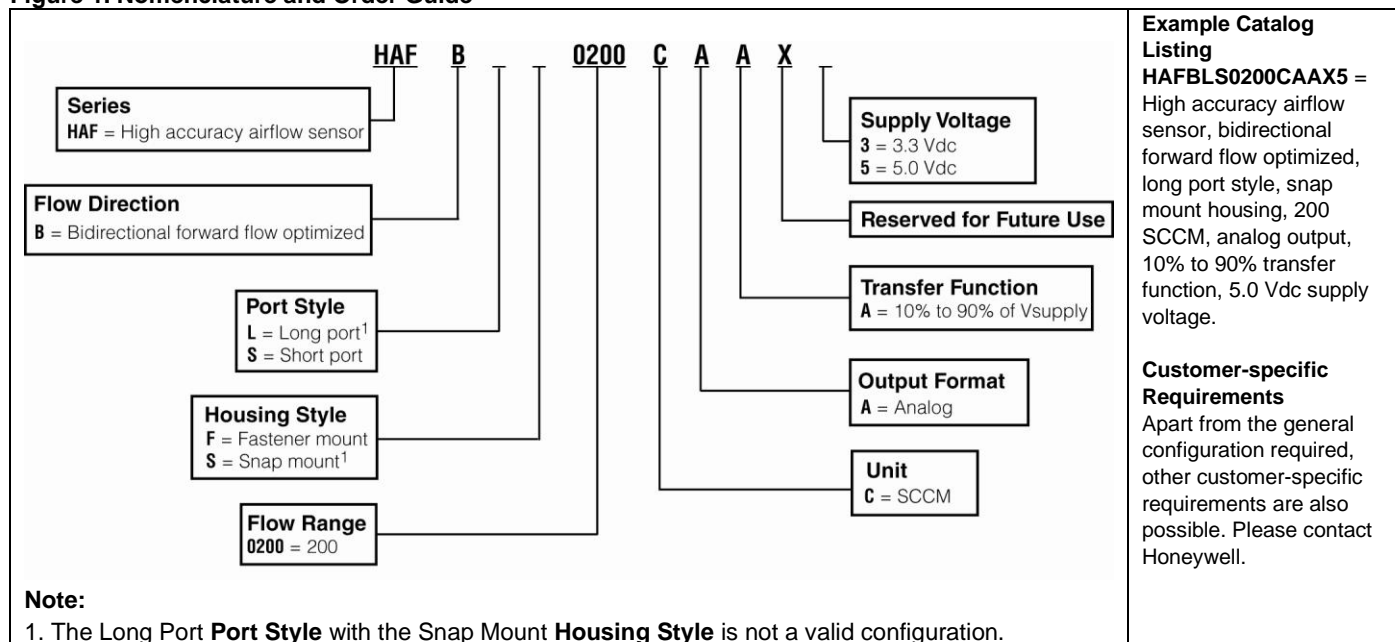 HAF B _ _ 0200 C A A X _
Series
HAF = High accuracy airflow sensor
Flow Direction
B = Bidirectional forward flow optimized
Port Style
L = Long port1
S = Short port
Housing Style
F = Fastener mount
S = Snap mount1
Flow Range
0200 = 200
Supply Voltage
3 = 3.3 Vdc
5 = 5.0 Vdc
Reserved for Future Use
Transfer Function
A = 10% to 90% of Vsupply
Output Format
A = Analog
Unit
C = SCCM
Note:
1. The Long Port Port Style with the Snap Mount Housing Style is not a valid configuration.
Example Catalog
Listing
HAFBLS0200CAAX5 =
High accuracy airflow
sensor, bidirectional
forward flow optimized,
long port style, snap
mount housing, 200
SCCM, analog output,
10% to 90% transfer
function, 5.0 Vdc supply
voltage.
Customer-specific
Requirements
Apart from the general
configuration required,
other customer-specific
requirements are also
possible. Please contact
Honeywell.